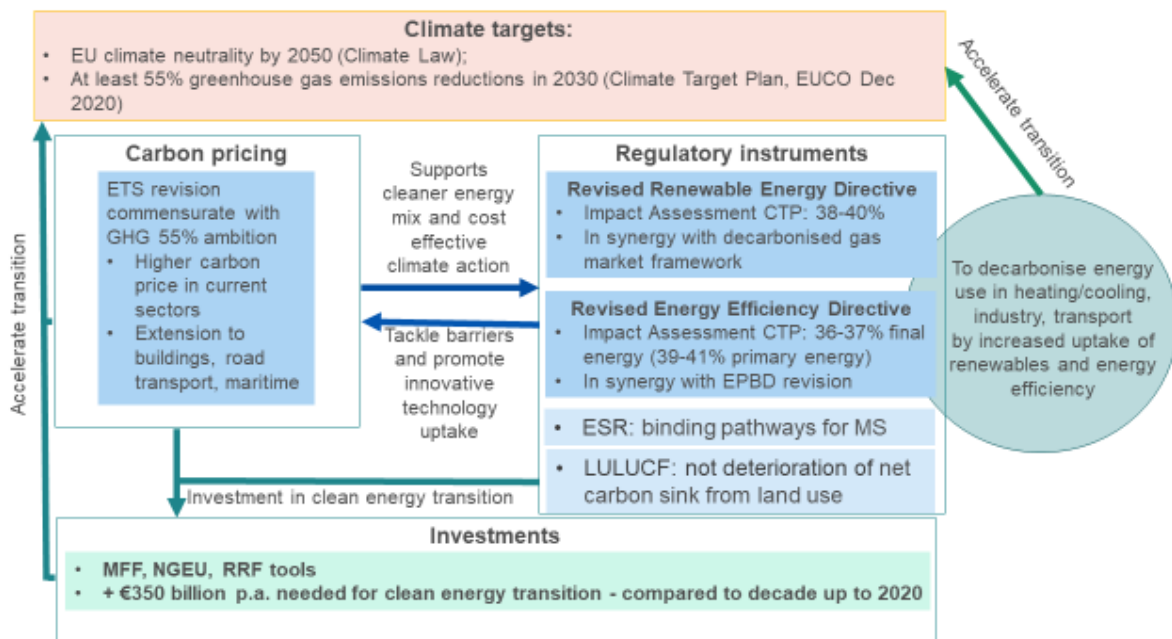 Climate targets:
• EU climate neutrality by 2050 (Climate Law);
• At least 55% greenhouse gas emissions reductions in 2030 (Climate Target Plan, EUCO Dec
2020)
Accelerate transition
Carbon pricing
ETS revision
commensurate with
GHG 55% ambition
• Higher carbon
price in current
sectors
• Extension to
buildings, road
transport, maritime
Supports
cleaner energy
mix and cost
effective
climate action
Tackle barriers
and promote
innovative
technology
uptake
Regulatory instruments
Revised Renewable Energy Directive
• Impact Assessment CTP: 38-40%
• In synergy with decarbonised gas
market framework
Revised Energy Efficiency Directive
• Impact Assessment CTP: 36-37% final
energy (39-41% primary energy)
• In synergy with EPBD revision
• ESR: binding pathways for MS
• LULUCF: not deterioration of net
carbon sink from land use
Accelerate transition
To decarbonise energy
use in heating/cooling,
industry, transport
by increased uptake of
renewables and energy
efficiency
Investment in clean energy transition
Investments
• MFF, NGEU, RRF tools
• + €350 billion p.a. needed for clean energy transition - compared to decade up to 2020